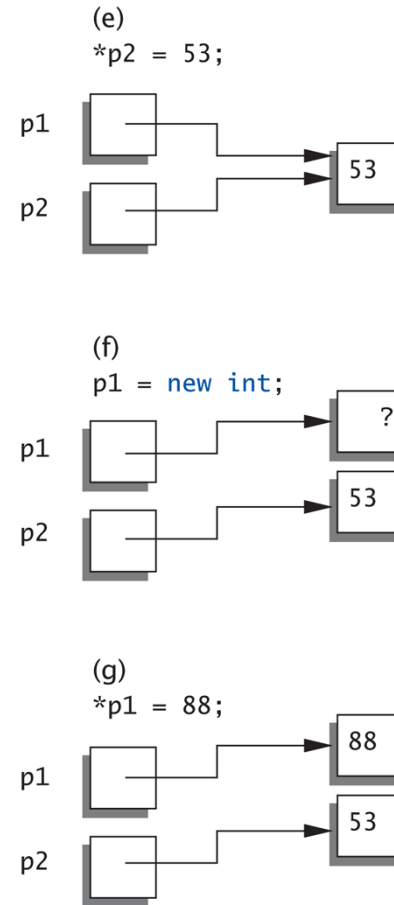 (e)
*p2 = 53;
p1
53
p2
(f)
p1 = new int;
?
p1
53
p2
(g)
*p1 = 88;
88
p1
53
p2